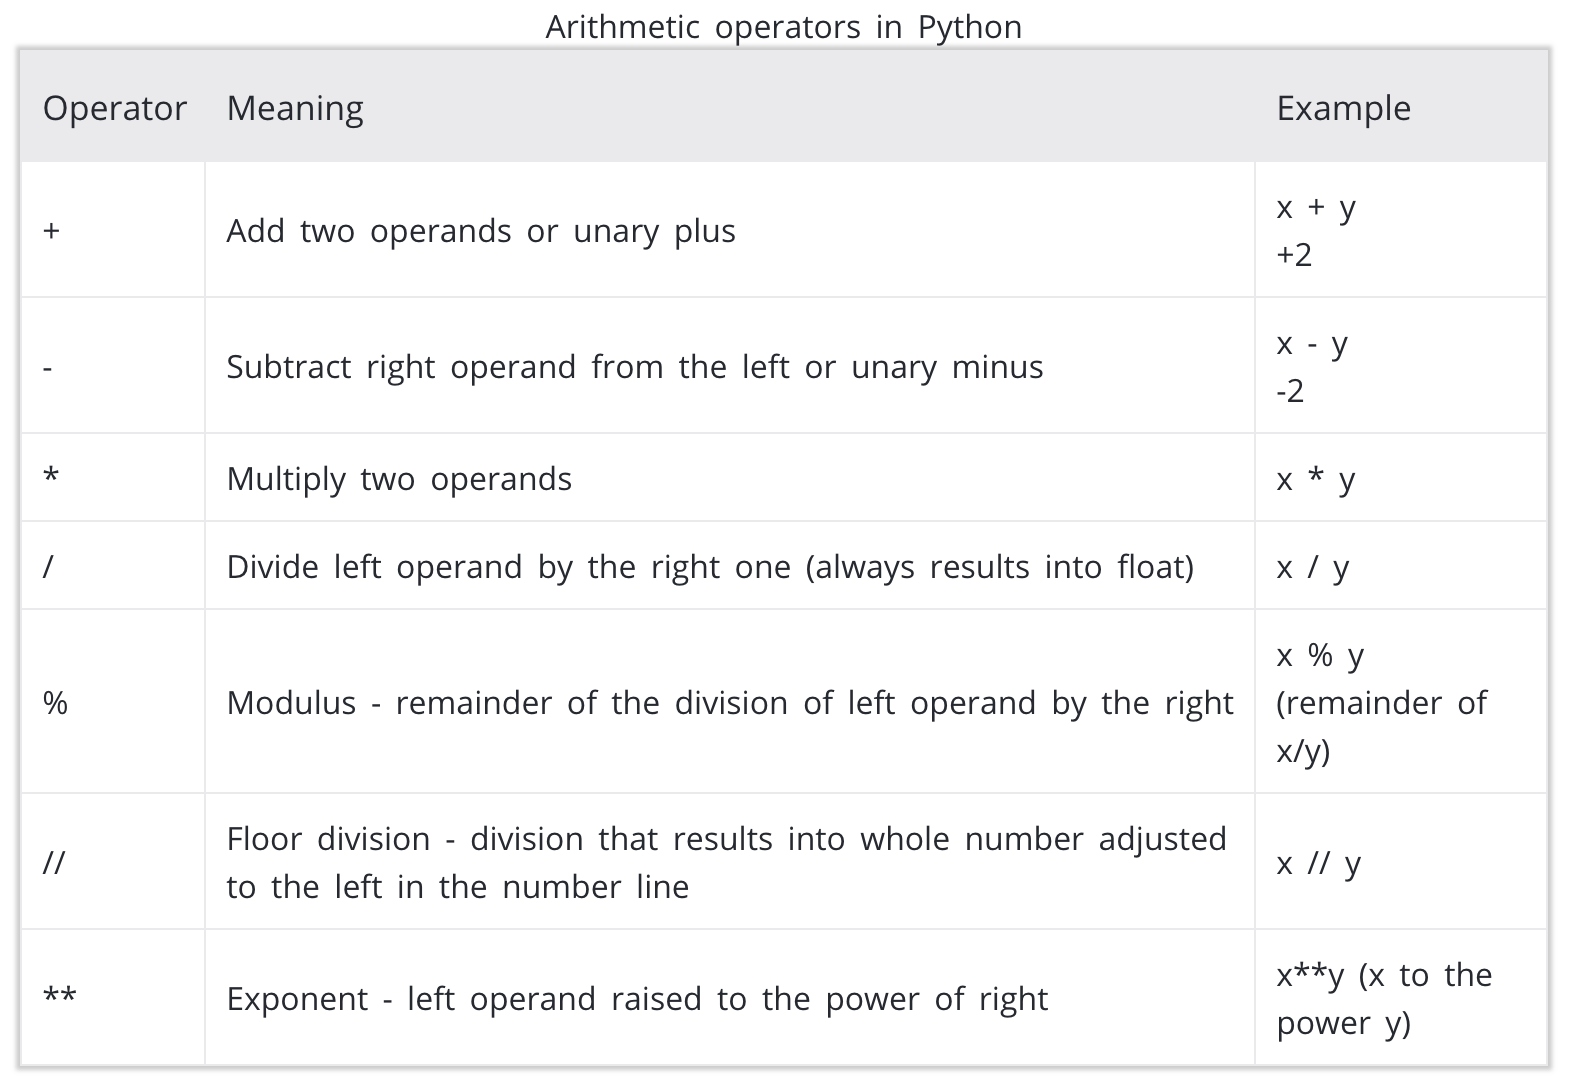 Arithmetic operators in Python
Operator Meaning Example
+ Add two operands or unary plus x + y
+2
- Subtract right operand from the left or unary minus x - y
-2
* Multiply two operands x * y
/ Divide left operand by the right one (always results into float) x / y
% Modulus - remainder of the division of left operand by the right x % y
(remainder of
x/y)
// Floor division - division that results into whole number adjusted
to the left in the number line x // y
** Exponent - left operand raised to the power of right x**y (x to the
power y)